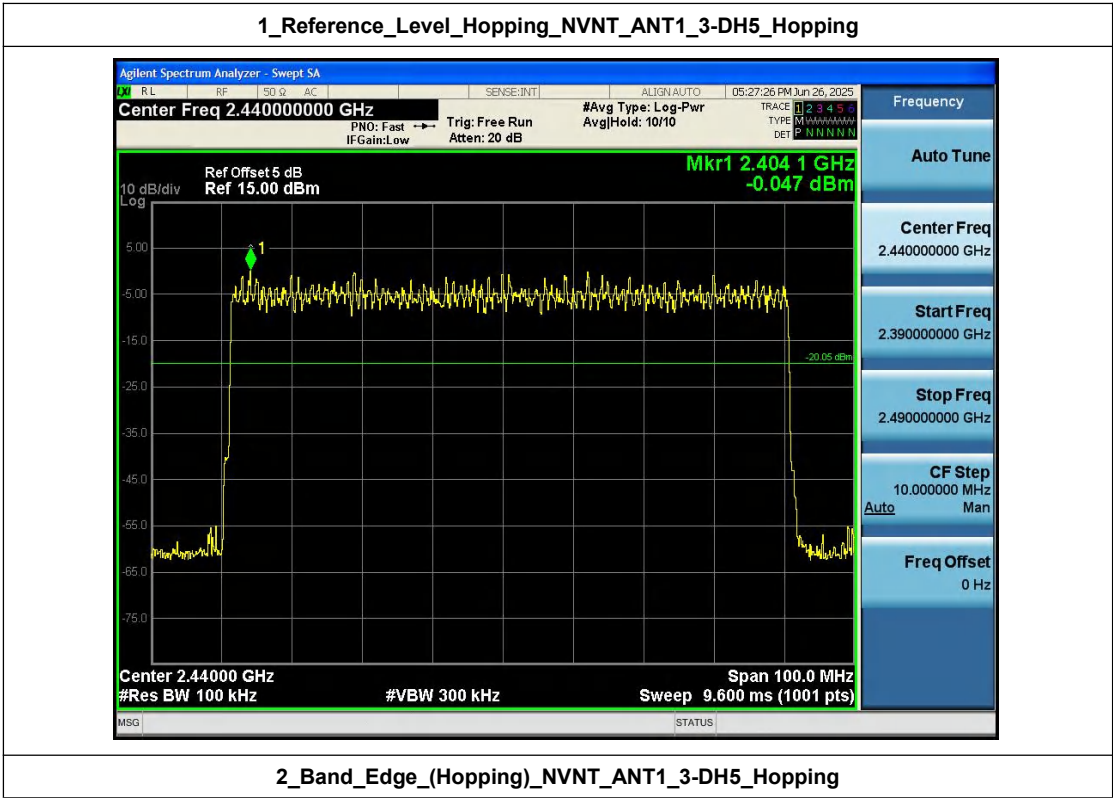 1_Reference_Level_Hopping_NVNT_ANT1_3-DH5_Hopping
Agilent Spectrum Analyzer - Swept SA
LXI RL RF 50 Ω AC SENSE:INT ALIGN AUTO 05:27:26 PM Jun 26, 2025
Center Freq 2.440000000 GHz
PNO: Fast
IFGain:Low
Trig: Free Run
Atten: 20 dB
#Avg Type: Log-Pwr
Avg|Hold: 10/10
TRACE 1 2 3 4 5 6
TYPE M WWWWW
DET P N N N N N
Frequency
Auto Tune
Center Freq
2.440000000 GHz
Start Freq
2.390000000 GHz
Stop Freq
2.490000000 GHz
CF Step
10.000000 MHz
Auto Man
Freq Offset
0 Hz
Mkr1 2.404 1 GHz
-0.047 dBm
Ref Offset 5 dB
10 dB/div Ref 15.00 dBm
Log
1
5.00
-5.00
-15.0
-20.05 dBm
-25.0
-35.0
-45.0
-55.0
-65.0
-75.0
Center 2.44000 GHz Span 100.0 MHz
#Res BW 100 kHz #VBW 300 kHz Sweep 9.600 ms (1001 pts)
MSG STATUS
2_Band_Edge_(Hopping)_NVNT_ANT1_3-DH5_Hopping